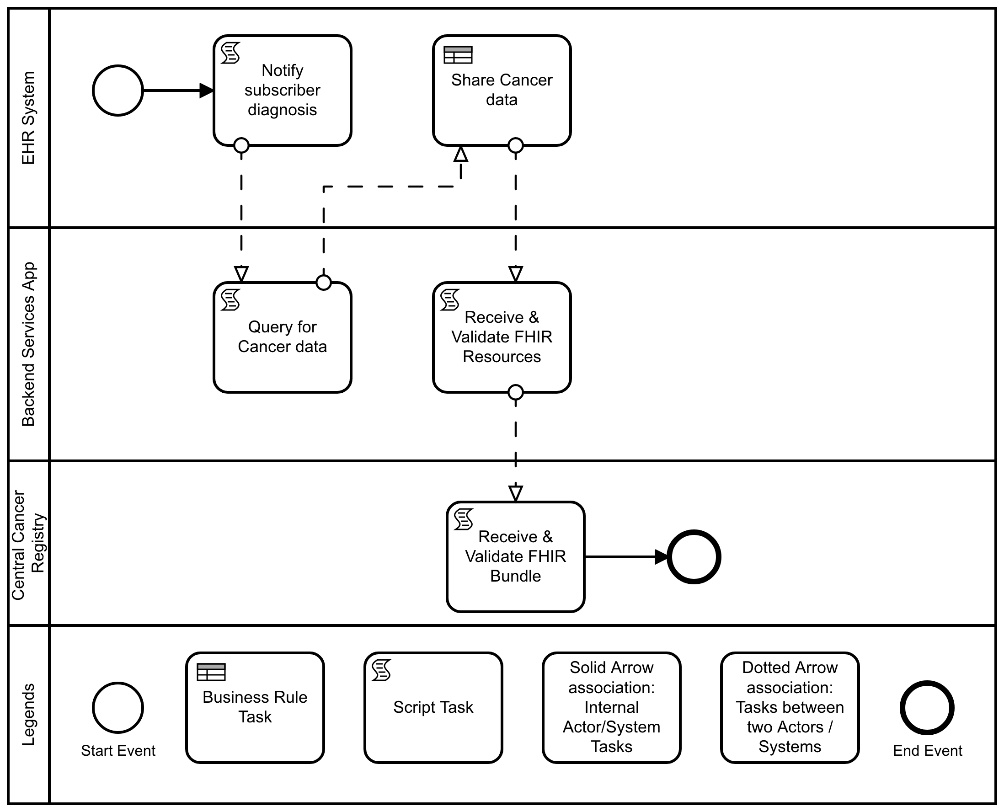 EHR System
Notify
subscriber
diagnosis
Share Cancer
data
Backend Services App
Query for
Cancer data
Receive &
Validate FHIR
Resources
Central Cancer
Registry
Receive &
Validate FHIR
Bundle
Legends
Start Event
Business Rule
Task
Script Task
Solid Arrow
association:
Internal
Actor/System
Tasks
Dotted Arrow
association:
Tasks between
two Actors /
Systems
End Event